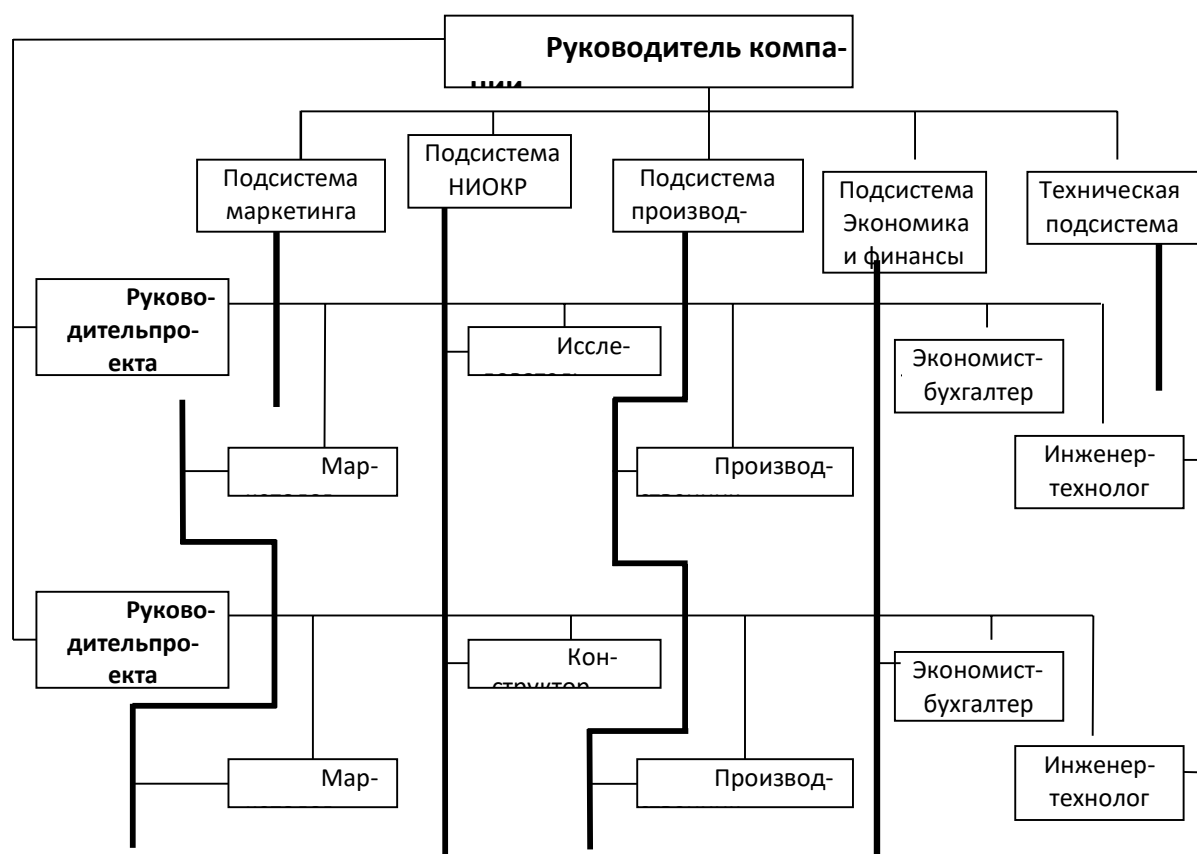 Руководитель компа-
Подсистема
НИОКР
Подсистема
маркетинга
Подсистема
производ-
Подсистема
Экономика
и финансы
Техническая
подсистема
Руково-
дительпро-
екта
Иссле-
Экономист-
бухгалтер
Мар-
Производ-
Инженер-
технолог
Руково-
дительпро-
екта
Кон-
Экономист-
бухгалтер
Мар-
Производ-
Инженер-
технолог